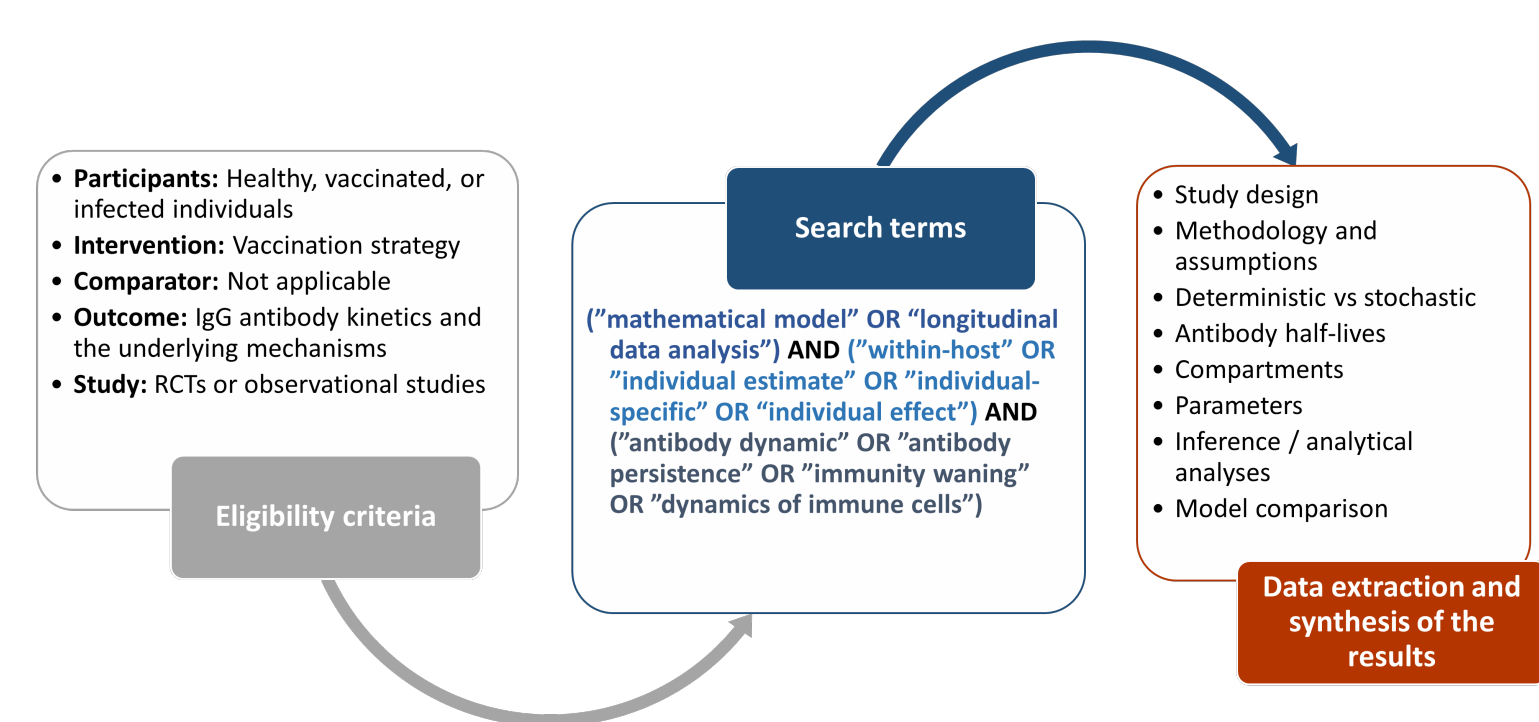 • Participants: Healthy, vaccinated, or
infected individuals
• Intervention: Vaccination strategy
• Comparator: Not applicable
• Outcome: IgG antibody kinetics and
the underlying mechanisms
• Study: RCTs or observational studies
Eligibility criteria
Search terms
(”mathematical model” OR “longitudinal
data analysis”) AND (”within-host” OR
”individual estimate” OR ”individual-
specific” OR “individual effect”) AND
(”antibody dynamic” OR ”antibody
persistence” OR ”immunity waning”
OR ”dynamics of immune cells”)
• Study design
• Methodology and
assumptions
• Deterministic vs stochastic
• Antibody half-lives
• Compartments
• Parameters
• Inference / analytical
analyses
• Model comparison
Data extraction and
synthesis of the
results